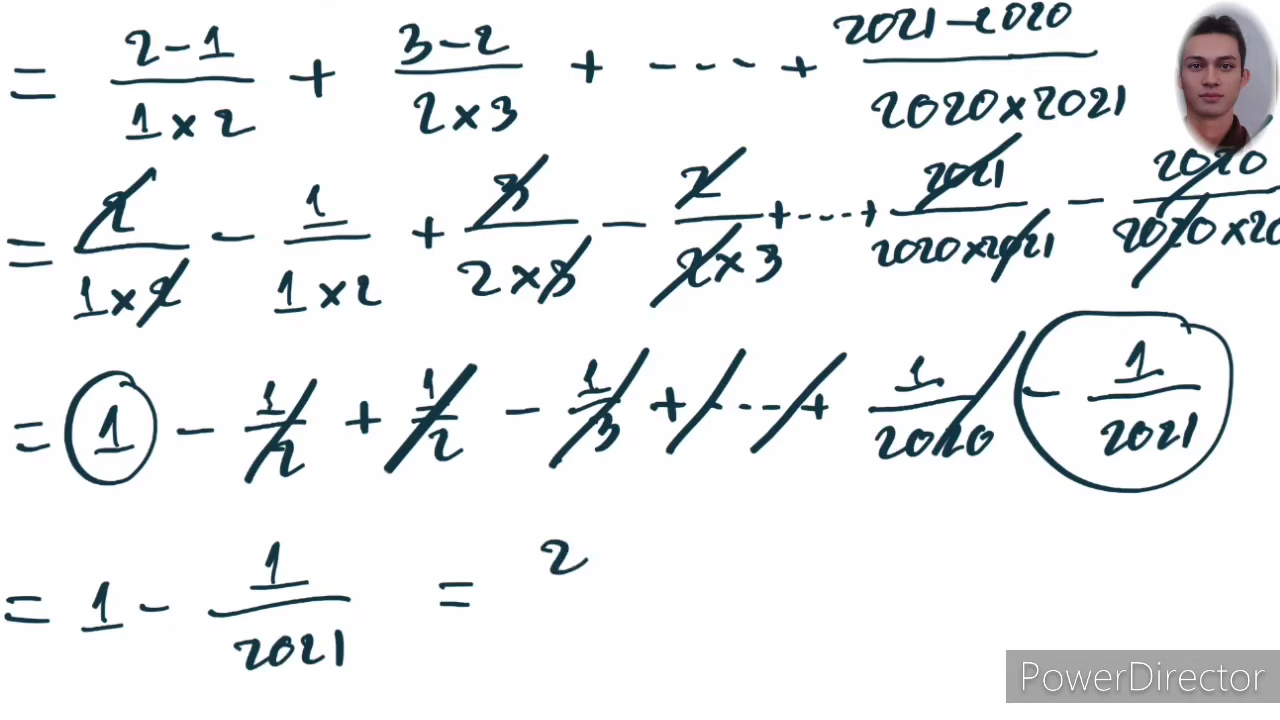 = 2-1/1×2 + 3-2/2×3 + ---- + 2021-2020/2020×2021
= 2/1×2 - 1/1×2 + 3/2×3 - 2/2×3 + ---- + 2021/2020×2021 - 2020/2020×20
= 1 - 1/2 + 1/2 - 1/3 + ---- + 1/2020 - 1/2021
= 1 - 1/2021 = 2
PowerDirector